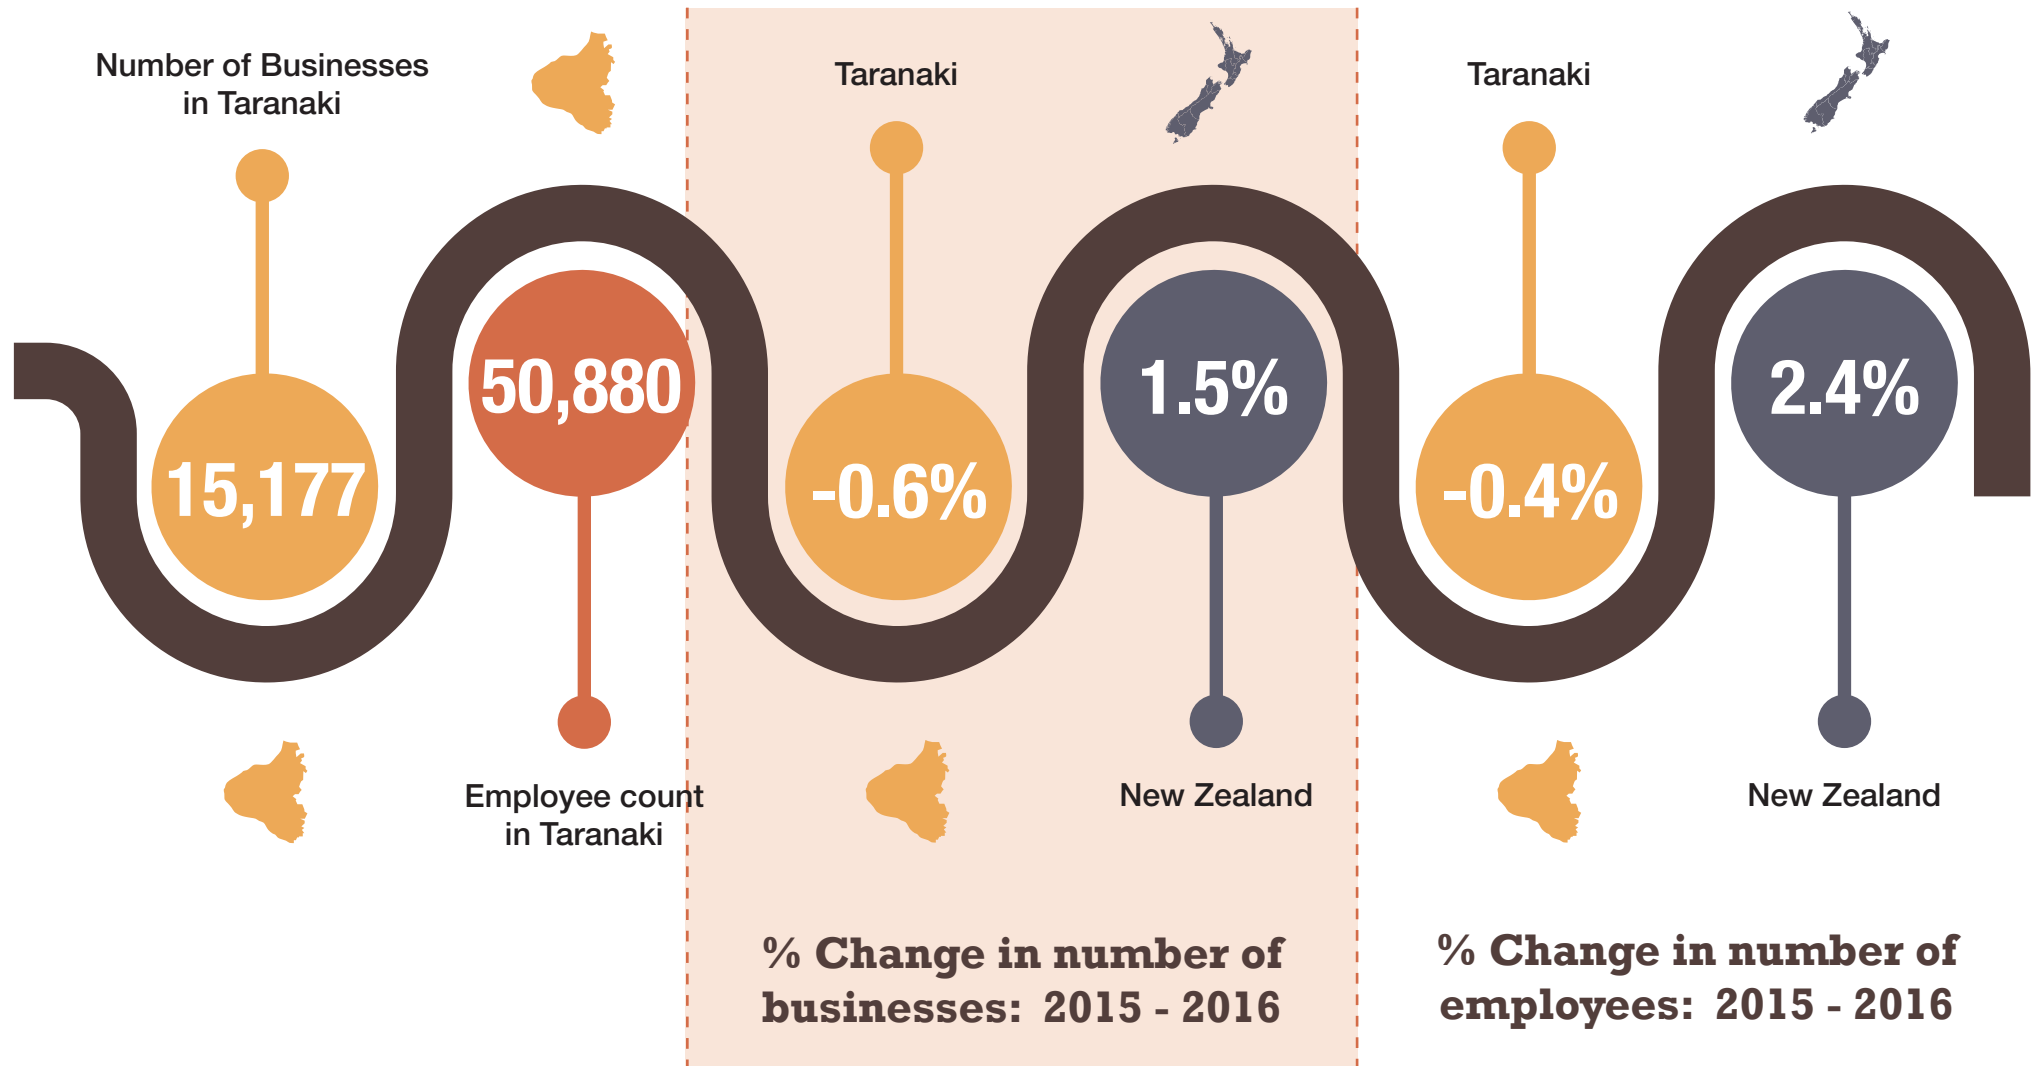 Number of Businesses
in Taranaki
15,177
50,880
Employee count
in Taranaki
Taranaki
-0.6%
1.5%
New Zealand
% Change in number of
businesses: 2015 - 2016
Taranaki
-0.4%
2.4%
New Zealand
% Change in number of
employees: 2015 - 2016